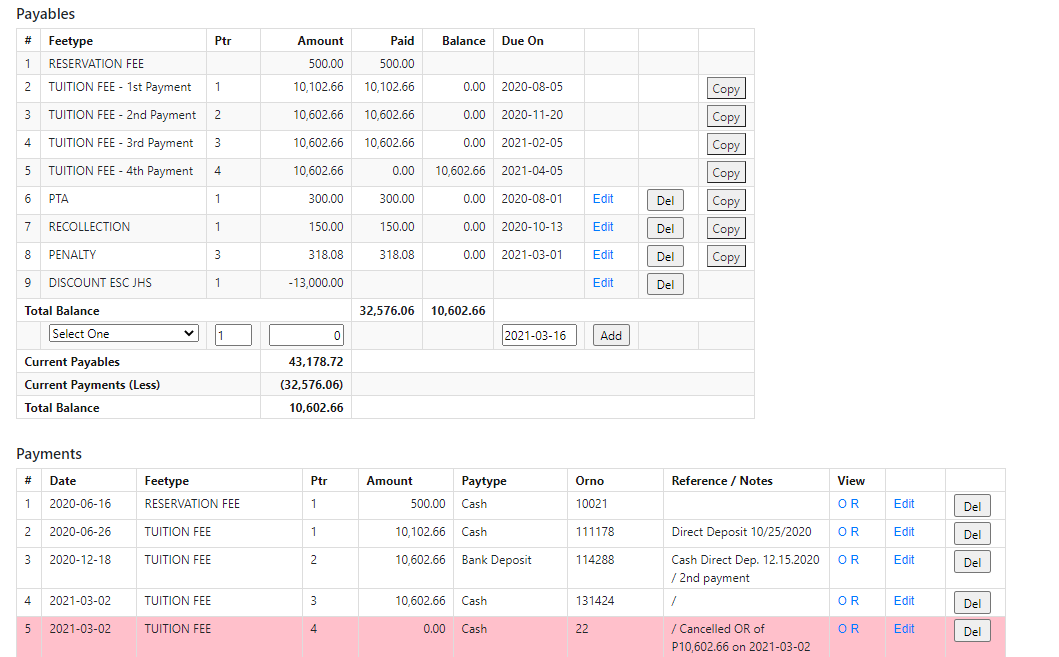 Payables
# Feetype Ptr Amount Paid Balance Due On
1 RESERVATION FEE 500.00 500.00
2 TUITION FEE - 1st Payment 1 10,102.66 10,102.66 0.00 2020-08-05 Copy
3 TUITION FEE - 2nd Payment 2 10,602.66 10,602.66 0.00 2020-11-20 Copy
4 TUITION FEE - 3rd Payment 3 10,602.66 10,602.66 0.00 2021-02-05 Copy
5 TUITION FEE - 4th Payment 4 10,602.66 0.00 10,602.66 2021-04-05 Copy
6 PTA 1 300.00 300.00 0.00 2020-08-01 Edit Del Copy
7 RECOLLECTION 1 150.00 150.00 0.00 2020-10-13 Edit Del Copy
8 PENALTY 3 318.08 318.08 0.00 2021-03-01 Edit Del Copy
9 DISCOUNT ESC JHS 1 -13,000.00 Edit Del
Total Balance 32,576.06 10,602.66
Select One 1 0 2021-03-16 Add
Current Payables 43,178.72
Current Payments (Less) (32,576.06)
Total Balance 10,602.66
Payments
# Date Feetype Ptr Amount Paytype Orno Reference / Notes View
1 2020-06-16 RESERVATION FEE 1 500.00 Cash 10021 O R Edit Del
2 2020-06-26 TUITION FEE 1 10,102.66 Cash 111178 Direct Deposit 10/25/2020 O R Edit Del
3 2020-12-18 TUITION FEE 2 10,602.66 Bank Deposit 114288 Cash Direct Dep. 12.15.2020 O R Edit Del
/ 2nd payment
4 2021-03-02 TUITION FEE 3 10,602.66 Cash 131424 / O R Edit Del
5 2021-03-02 TUITION FEE 4 0.00 Cash 22 / Cancelled OR of O R Edit Del
P10,602.66 on 2021-03-02